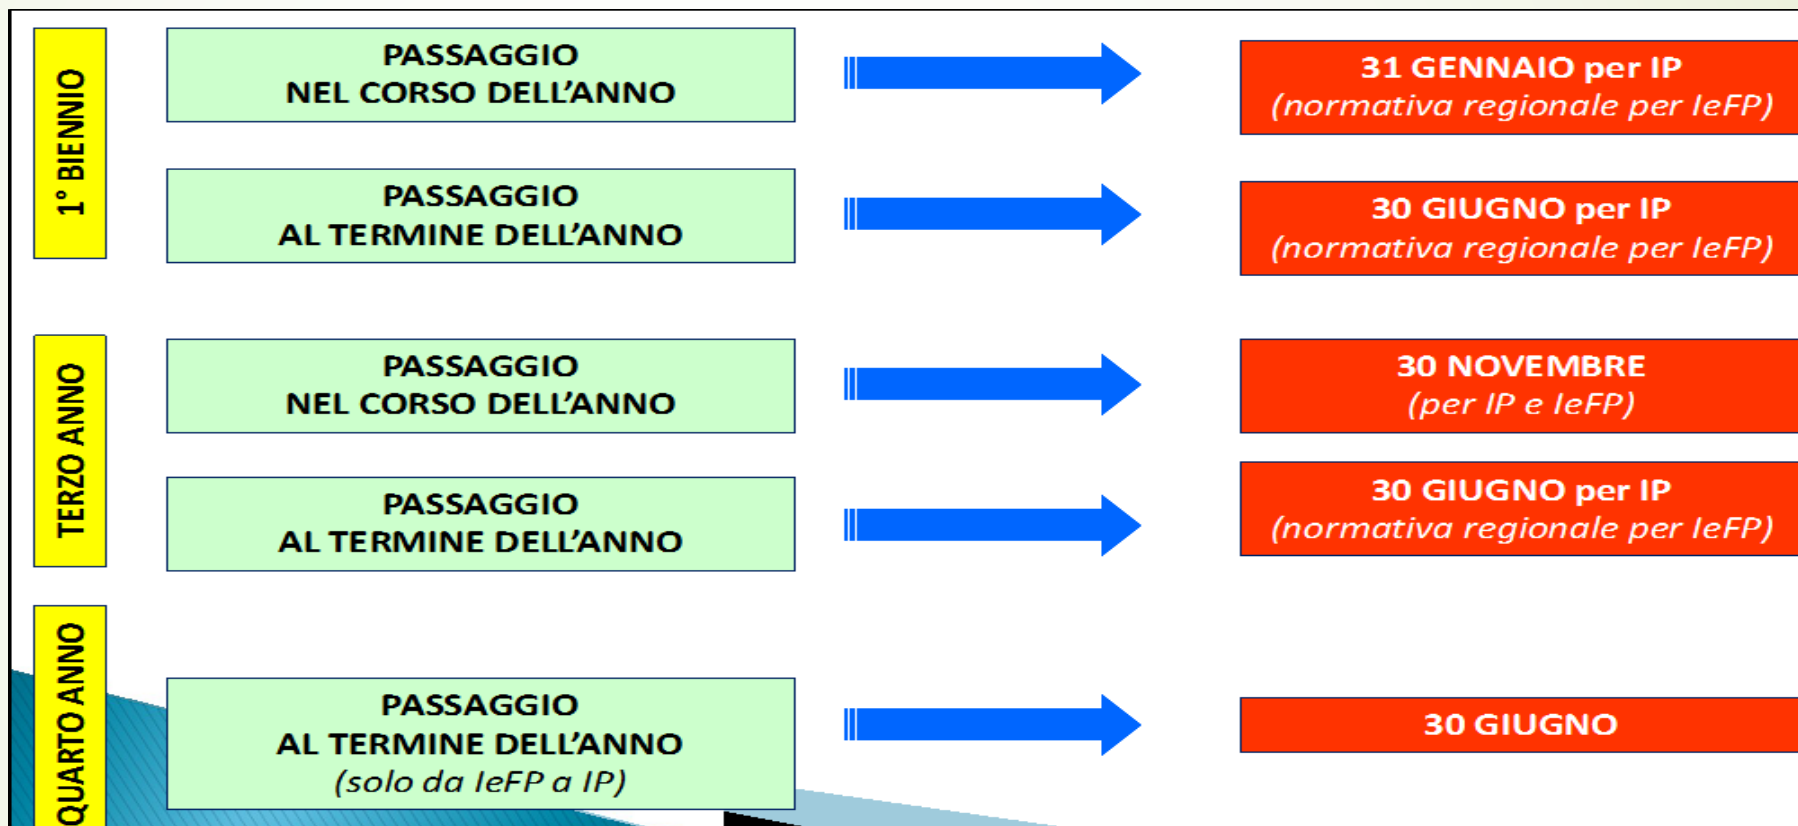 1° BIENNIO
PASSAGGIO
NEL CORSO DELL'ANNO
31 GENNAIO per IP
(normativa regionale per IeFP)
PASSAGGIO
AL TERMINE DELL'ANNO
30 GIUGNO per IP
(normativa regionale per IeFP)
TERZO ANNO
PASSAGGIO
NEL CORSO DELL'ANNO
30 NOVEMBRE
(per IP e IeFP)
PASSAGGIO
AL TERMINE DELL'ANNO
30 GIUGNO per IP
(normativa regionale per IeFP)
QUARTO ANNO
PASSAGGIO
AL TERMINE DELL'ANNO
(solo da IeFP a IP)
30 GIUGNO